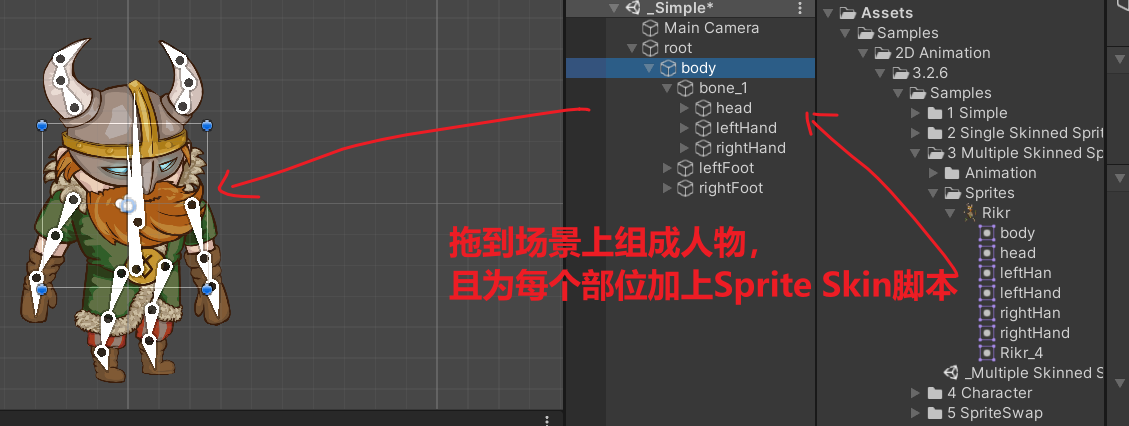 _Simple*
Main Camera
root
body
bone_1
head
leftHand
rightHand
leftFoot
rightFoot
Assets
Samples
2D Animation
3.2.6
Samples
1 Simple
2 Single Skinned Sprit
3 Multiple Skinned Sp
Animation
Sprites
Rikr
body
head
leftHan
leftHand
rightHan
rightHand
Rikr_4
_Multiple Skinned S
4 Character
5 SpriteSwap
拖到场景上组成人物，
且为每个部位加上Sprite Skin脚本